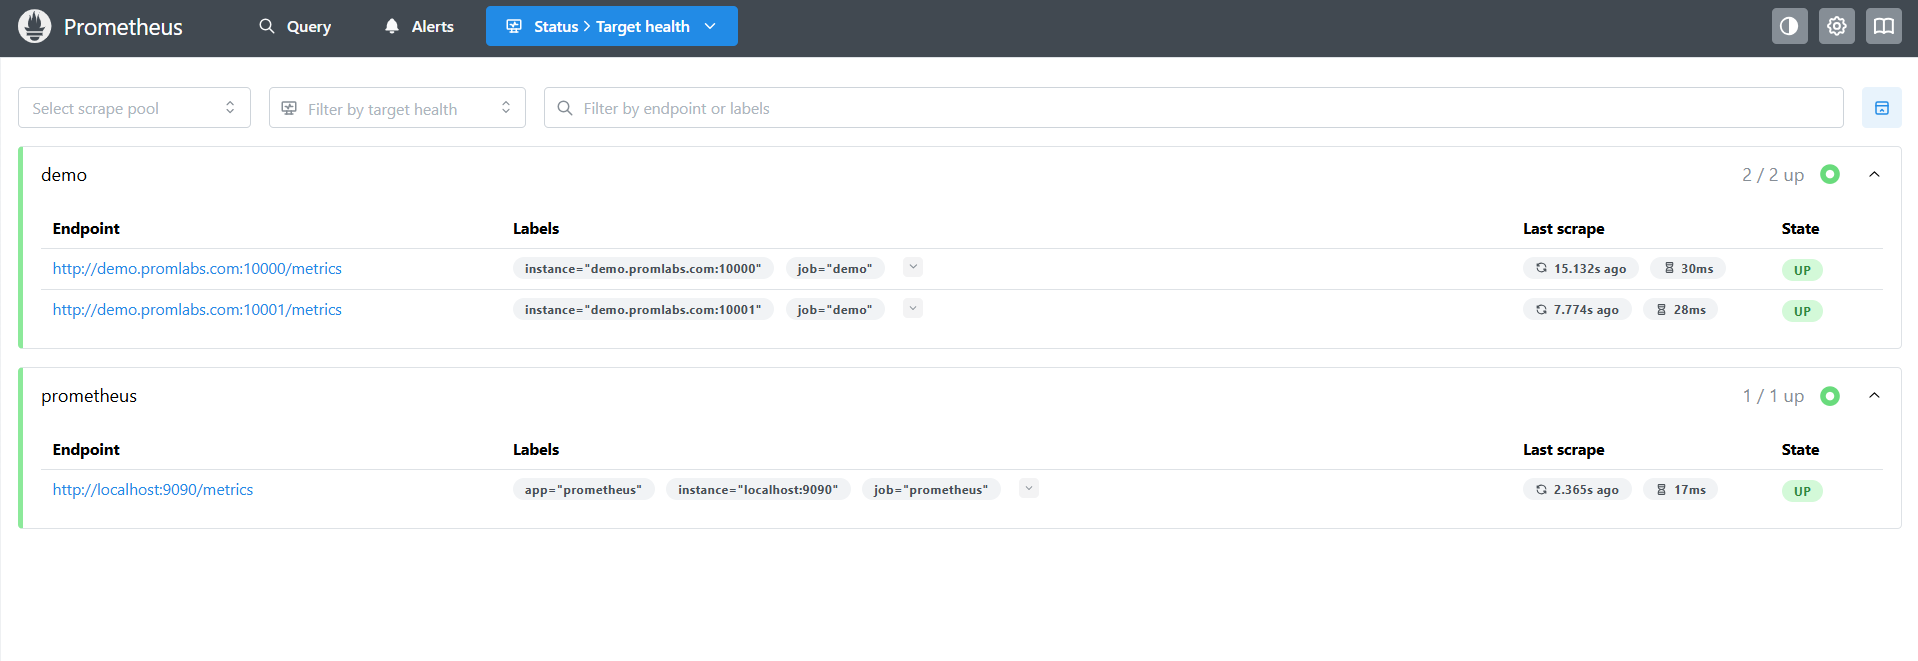 Prometheus Query Alerts Status > Target health
Select scrape pool Filter by target health Filter by endpoint or labels
demo 2 / 2 up
Endpoint Labels Last scrape State
http://demo.promlabs.com:10000/metrics instance="demo.promlabs.com:10000" job="demo" 15.132s ago 30ms UP
http://demo.promlabs.com:10001/metrics instance="demo.promlabs.com:10001" job="demo" 7.774s ago 28ms UP
prometheus 1 / 1 up
Endpoint Labels Last scrape State
http://localhost:9090/metrics app="prometheus" instance="localhost:9090" job="prometheus" 2.365s ago 17ms UP